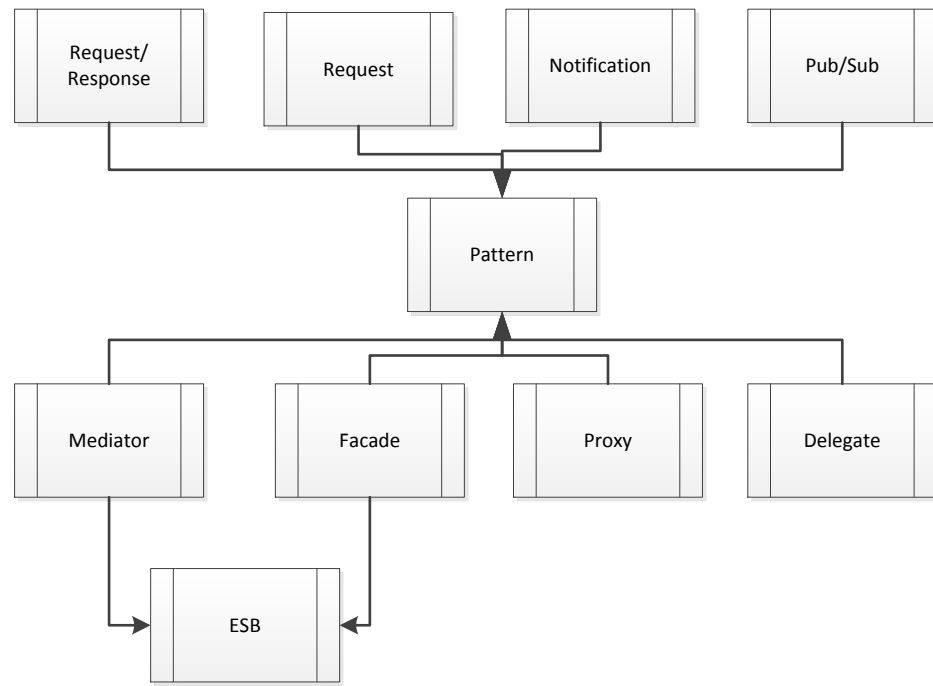 Request/
Response
Request
Notification
Pub/Sub
Pattern
Mediator
Facade
Proxy
Delegate
ESB